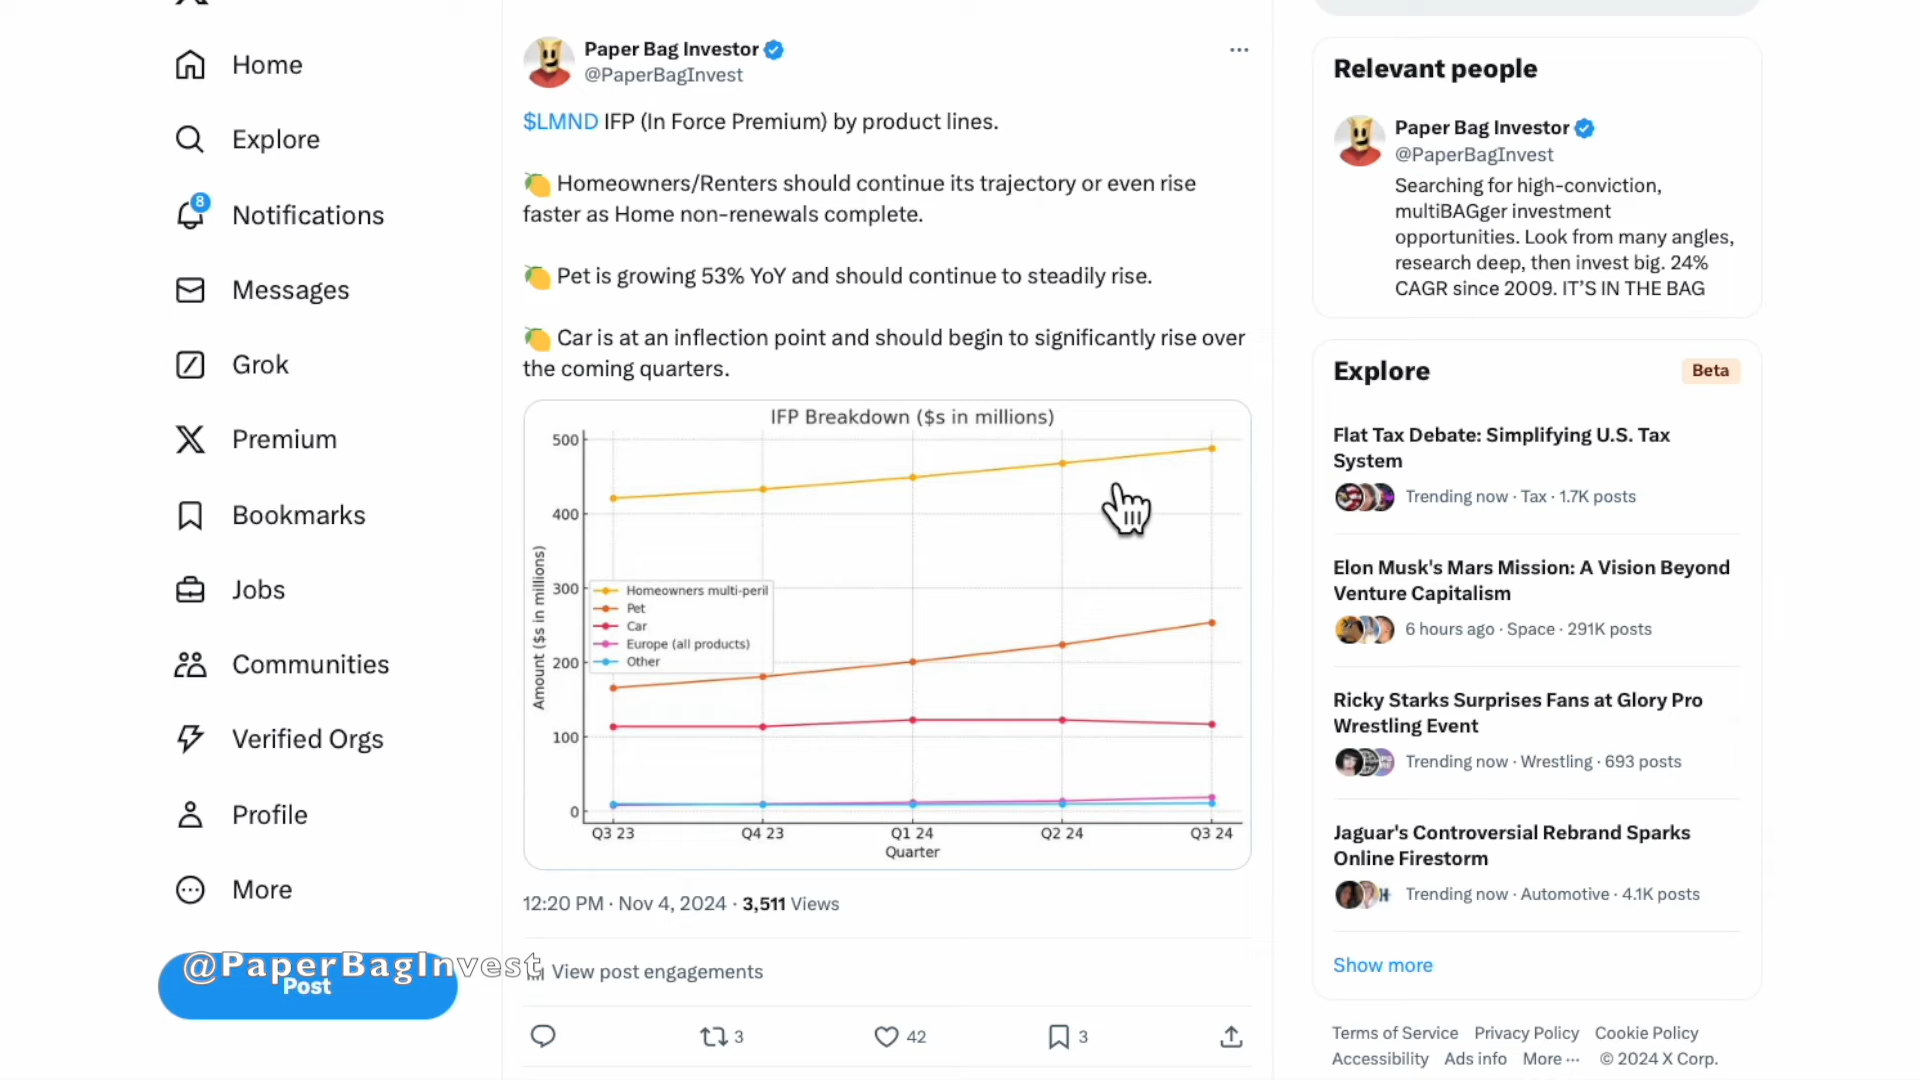 Home
Explore
8
Notifications
Messages
Grok
Premium
Bookmarks
Jobs
Communities
Verified Orgs
Profile
More
Post
@PaperBagInvest
Paper Bag Investor
@PaperBagInvest
$LMND IFP (In Force Premium) by product lines.
🍋 Homeowners/Renters should continue its trajectory or even rise
faster as Home non-renewals complete.
🍋 Pet is growing 53% YoY and should continue to steadily rise.
🍋 Car is at an inflection point and should begin to significantly rise over
the coming quarters.
IFP Breakdown ($s in millions)
500
400
300
200
100
0
Amount ($s in millions)
Homeowners multi-peril
Pet
Car
Europe (all products)
Other
Q3 23 Q4 23 Q1 24 Q2 24 Q3 24
Quarter
12:20 PM · Nov 4, 2024 · 3,511 Views
View post engagements
3 42 3
Relevant people
Paper Bag Investor
@PaperBagInvest
Searching for high-conviction,
multiBAGger investment
opportunities. Look from many angles,
research deep, then invest big. 24%
CAGR since 2009. IT'S IN THE BAG
Explore
Beta
Flat Tax Debate: Simplifying U.S. Tax
System
Trending now · Tax · 1.7K posts
Elon Musk's Mars Mission: A Vision Beyond
Venture Capitalism
6 hours ago · Space · 291K posts
Ricky Starks Surprises Fans at Glory Pro
Wrestling Event
Trending now · Wrestling · 693 posts
Jaguar's Controversial Rebrand Sparks
Online Firestorm
Trending now · Automotive · 4.1K posts
Show more
Terms of Service Privacy Policy Cookie Policy
Accessibility Ads info More ··· © 2024 X Corp.